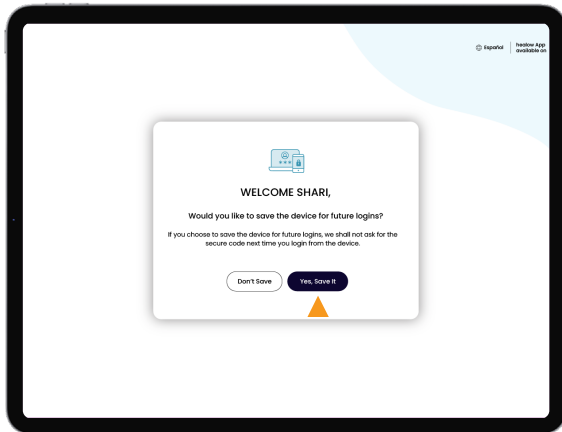 Español
healow App
available on
WELCOME SHARI,
Would you like to save the device for future logins?
If you choose to save the device for future logins, we shall not ask for the
secure code next time you login from the device.
Don't Save
Yes, Save It